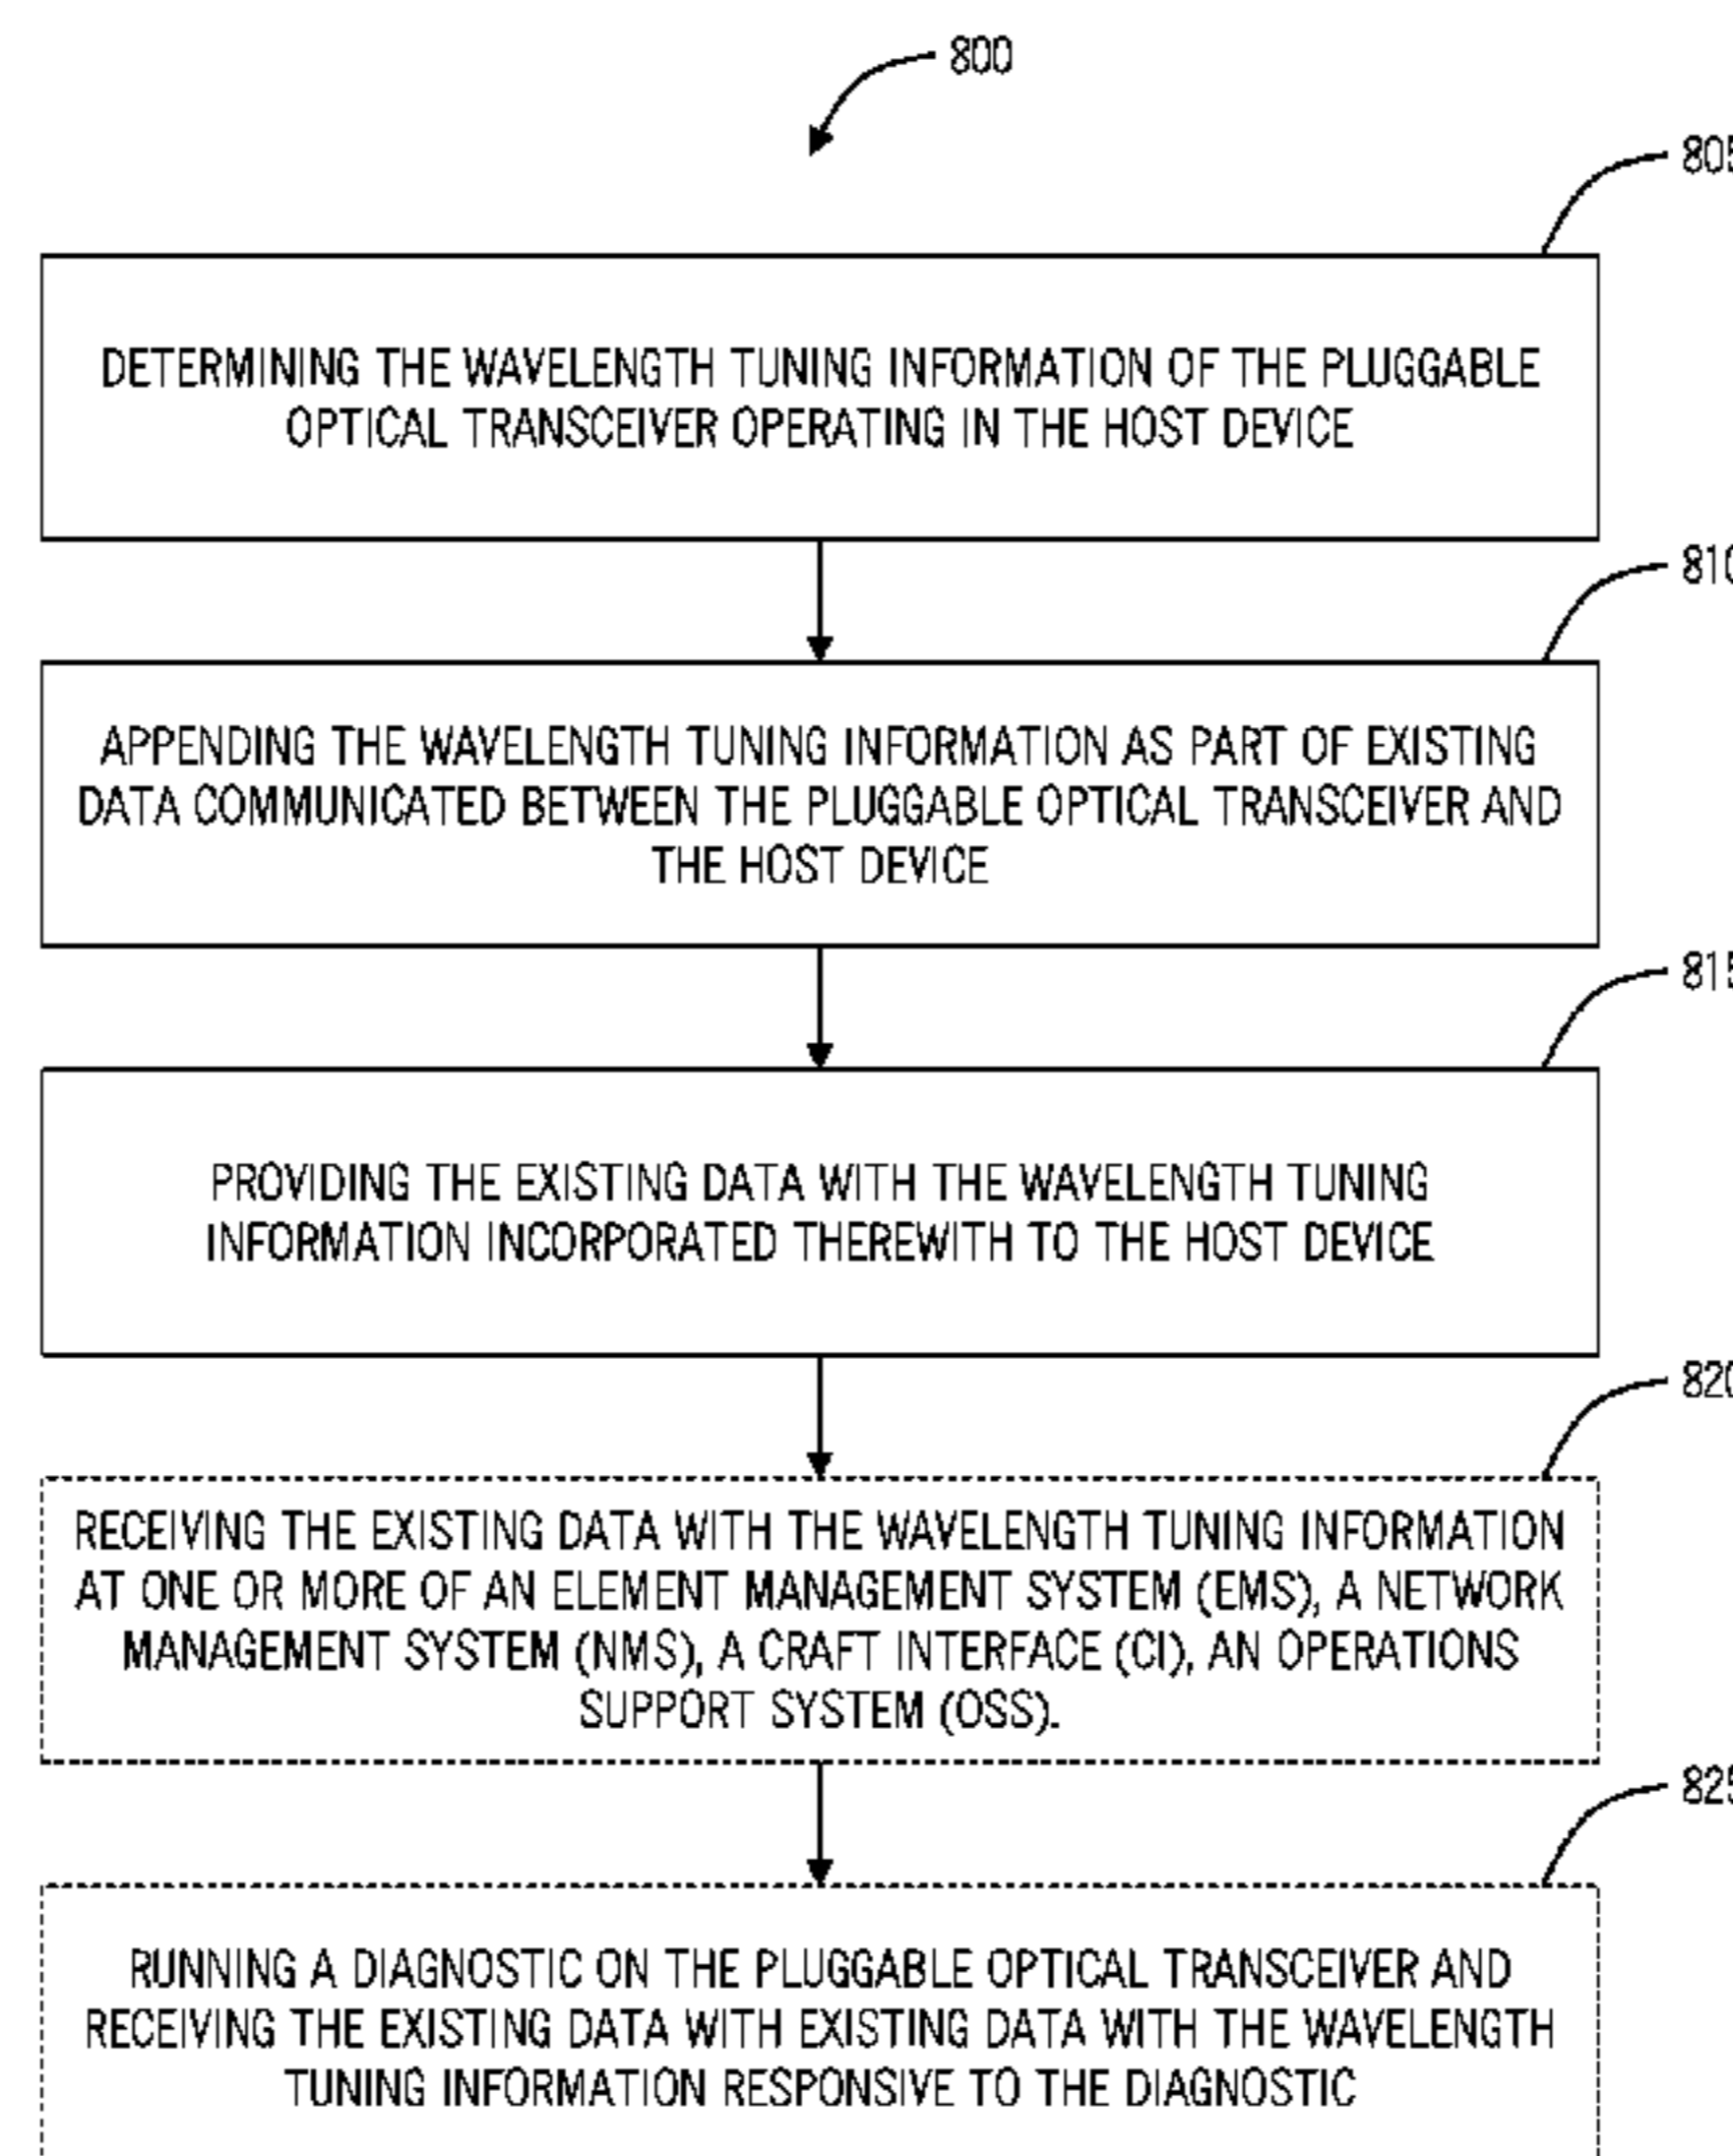 800
805
DETERMINING THE WAVELENGTH TUNING INFORMATION OF THE PLUGGABLE
OPTICAL TRANSCEIVER OPERATING IN THE HOST DEVICE
810
APPENDING THE WAVELENGTH TUNING INFORMATION AS PART OF EXISTING
DATA COMMUNICATED BETWEEN THE PLUGGABLE OPTICAL TRANSCEIVER AND
THE HOST DEVICE
815
PROVIDING THE EXISTING DATA WITH THE WAVELENGTH TUNING
INFORMATION INCORPORATED THEREWITH TO THE HOST DEVICE
820
RECEIVING THE EXISTING DATA WITH THE WAVELENGTH TUNING INFORMATION
AT ONE OR MORE OF AN ELEMENT MANAGEMENT SYSTEM (EMS), A NETWORK
MANAGEMENT SYSTEM (NMS), A CRAFT INTERFACE (CI), AN OPERATIONS
SUPPORT SYSTEM (OSS).
825
RUNNING A DIAGNOSTIC ON THE PLUGGABLE OPTICAL TRANSCEIVER AND
RECEIVING THE EXISTING DATA WITH EXISTING DATA WITH THE WAVELENGTH
TUNING INFORMATION RESPONSIVE TO THE DIAGNOSTIC